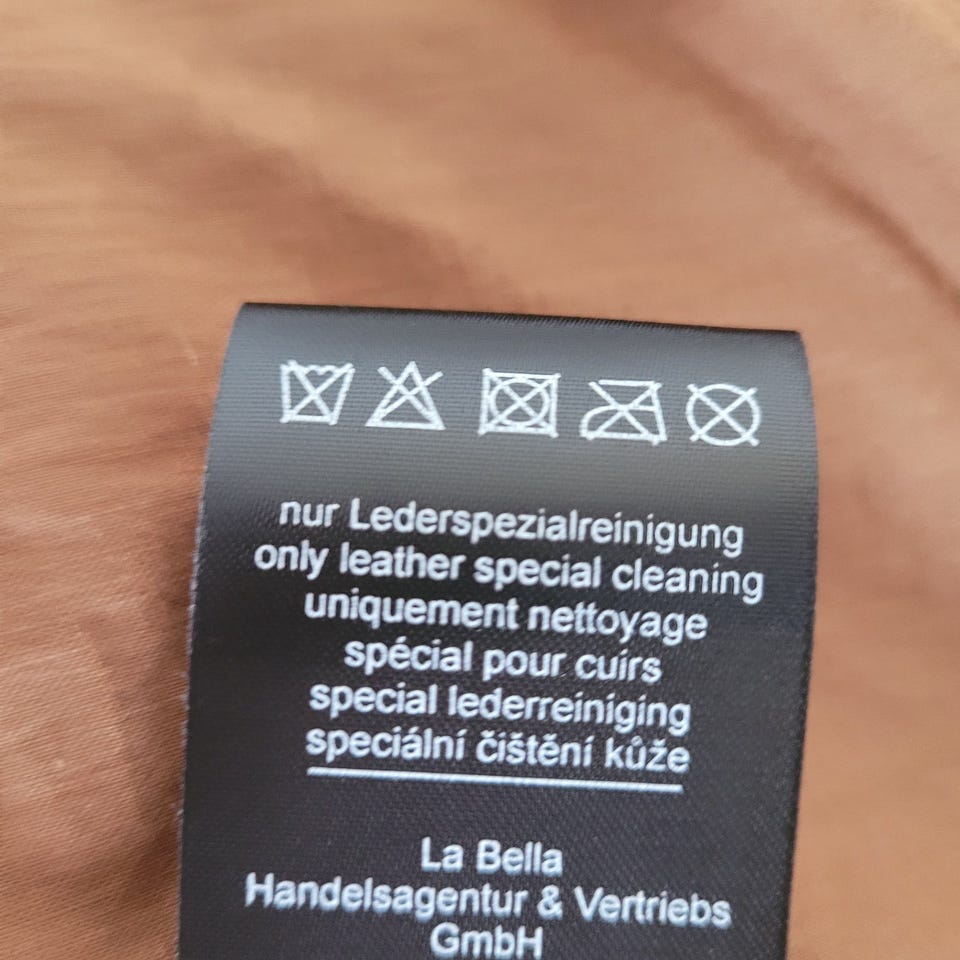 nur Lederspezialreinigung
only leather special cleaning
uniquement nettoyage
spécial pour cuirs
special lederreiniging
speciální čištění kůže
La Bella
Handelsagentur & Vertriebs
GmbH